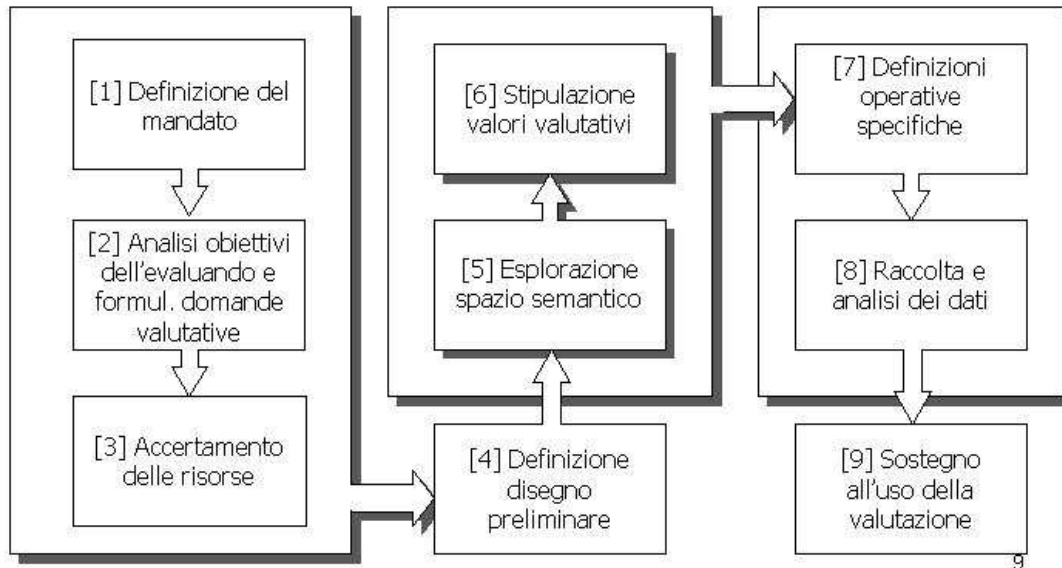 [1] Definizione del
mandato
[2] Analisi obiettivi
dell'evaluando e
formul. domande
valutative
[3] Accertamento
delle risorse
[4] Definizione
disegno
preliminare
[5] Esplorazione
spazio semantico
[6] Stipulazione
valori valutativi
[7] Definizioni
operative
specifiche
[8] Raccolta e
analisi dei dati
[9] Sostegno
all'uso della
valutazione
9